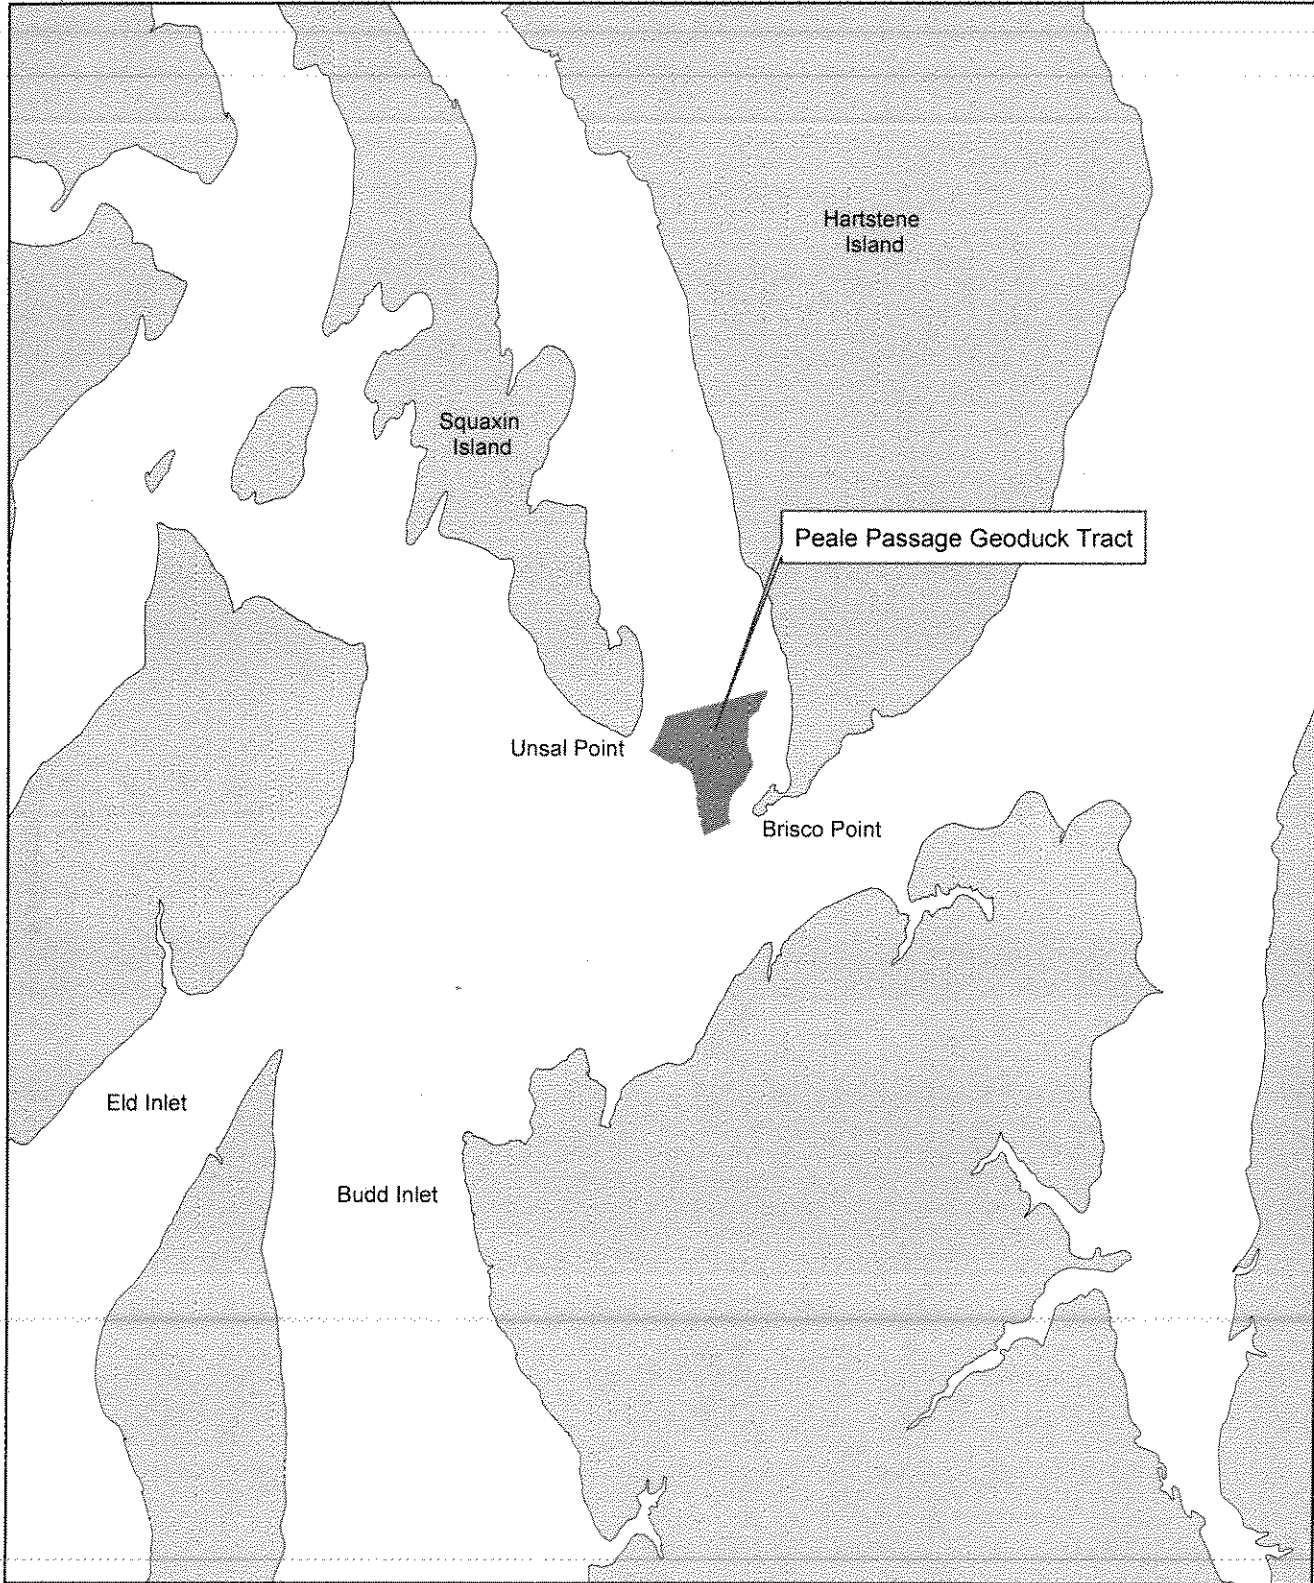 Hartstene
Island
Squaxin
Island
Peale Passage Geoduck Tract
Unsal Point
Brisco Point
Eld Inlet
Budd Inlet